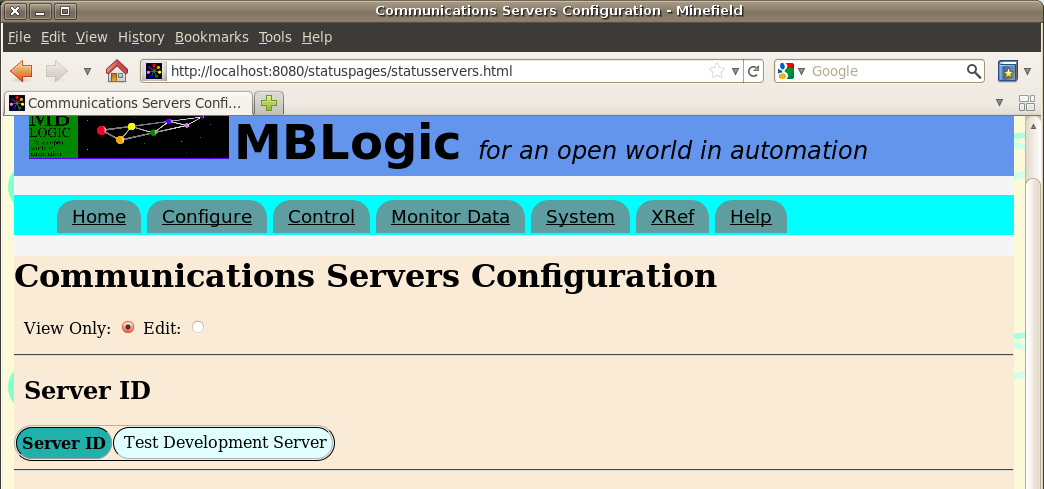 Communications Servers Configuration - Minefield
File Edit View History Bookmarks Tools Help
http://localhost:8080/statuspages/statusservers.html Google
Communications Servers Confi...
MB
LOGIC
MBLogic for an open world in automation
Home Configure Control Monitor Data System XRef Help
Communications Servers Configuration
View Only: Edit:
Server ID
Server ID Test Development Server